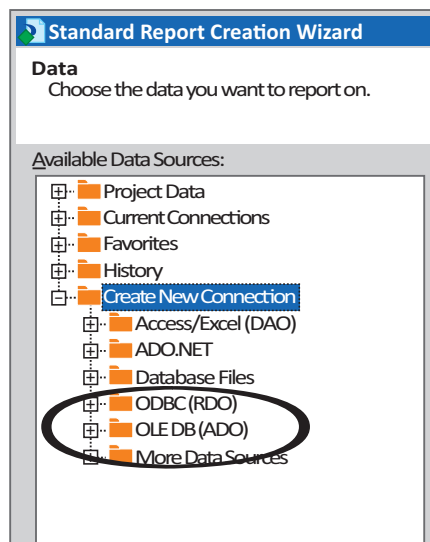 Standard Report Creation Wizard
Data
Choose the data you want to report on.
Available Data Sources:
Project Data
Current Connections
Favorites
History
Create New Connection
Access/Excel (DAO)
ADO.NET
Database Files
ODBC (RDO)
OLE DB (ADO)
More Data Sources